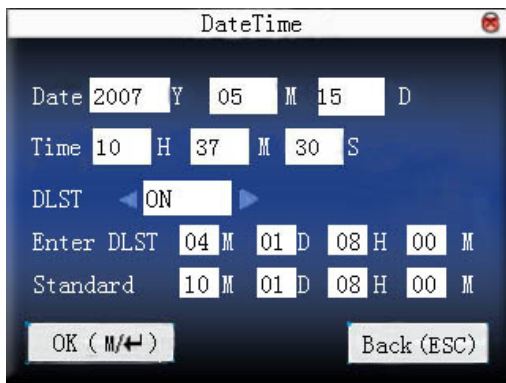 DateTime
Date 2007 Y 05 M 15 D
Time 10 H 37 M 30 S
DLST ON
Enter DLST 04 M 01 D 08 H 00 M
Standard 10 M 01 D 08 H 00 M
OK (M/↵) Back(ESC)